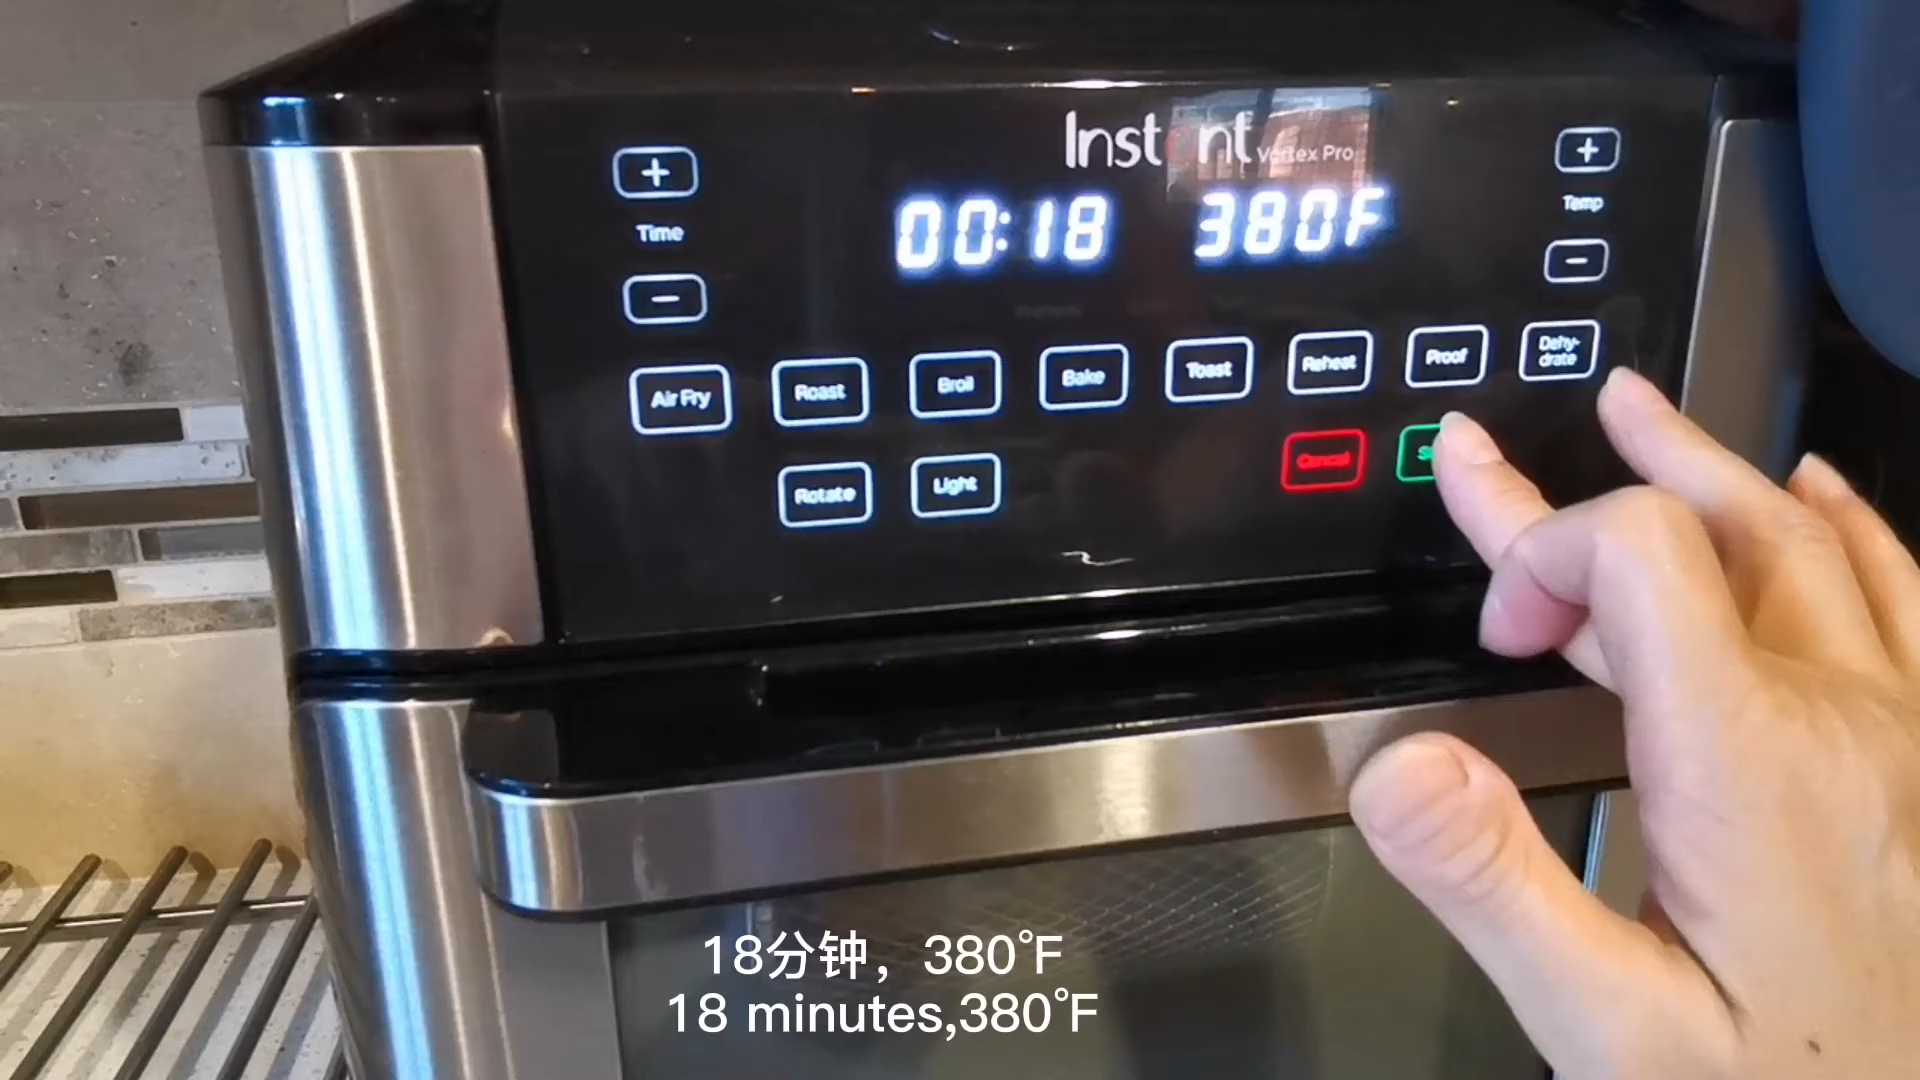 Instant Vortex Pro
+
+
Time
00:18 380F
Temp
-
-
Air Fry Roast Broil Bake Toast Reheat Proof Dehy-
drate
Rotate Light Cancel
18分钟，380°F
18 minutes,380°F